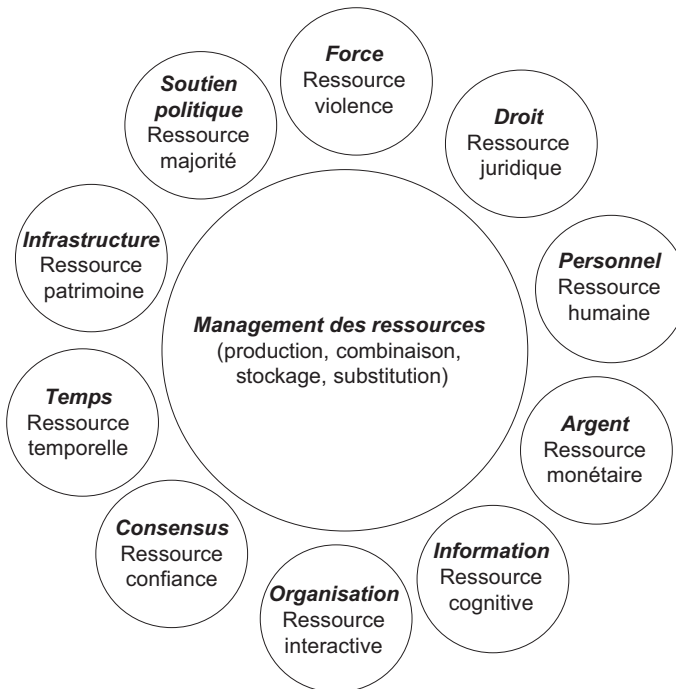 Force
Ressource
violence
Droit
Ressource
juridique
Personnel
Ressource
humaine
Argent
Ressource
monétaire
Information
Ressource
cognitive
Organisation
Ressource
interactive
Consensus
Ressource
confiance
Temps
Ressource
temporelle
Infrastructure
Ressource
patrimoine
Soutien
politique
Ressource
majorité
Management des ressources
(production, combinaison,
stockage, substitution)